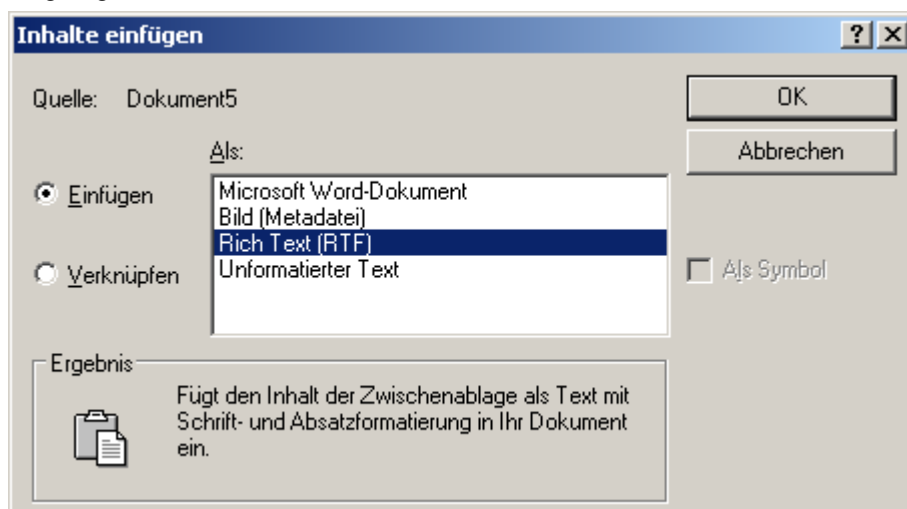 Inhalte einfügen
Quelle: Dokument5
OK
Als:
Abbrechen
Einfügen
Microsoft Word-Dokument
Bild (Metadatei)
Rich Text (RTF)
Verknüpfen
Unformatierter Text
Als Symbol
Ergebnis
Fügt den Inhalt der Zwischenablage als Text mit
Schrift- und Absatzformatierung in Ihr Dokument
ein.